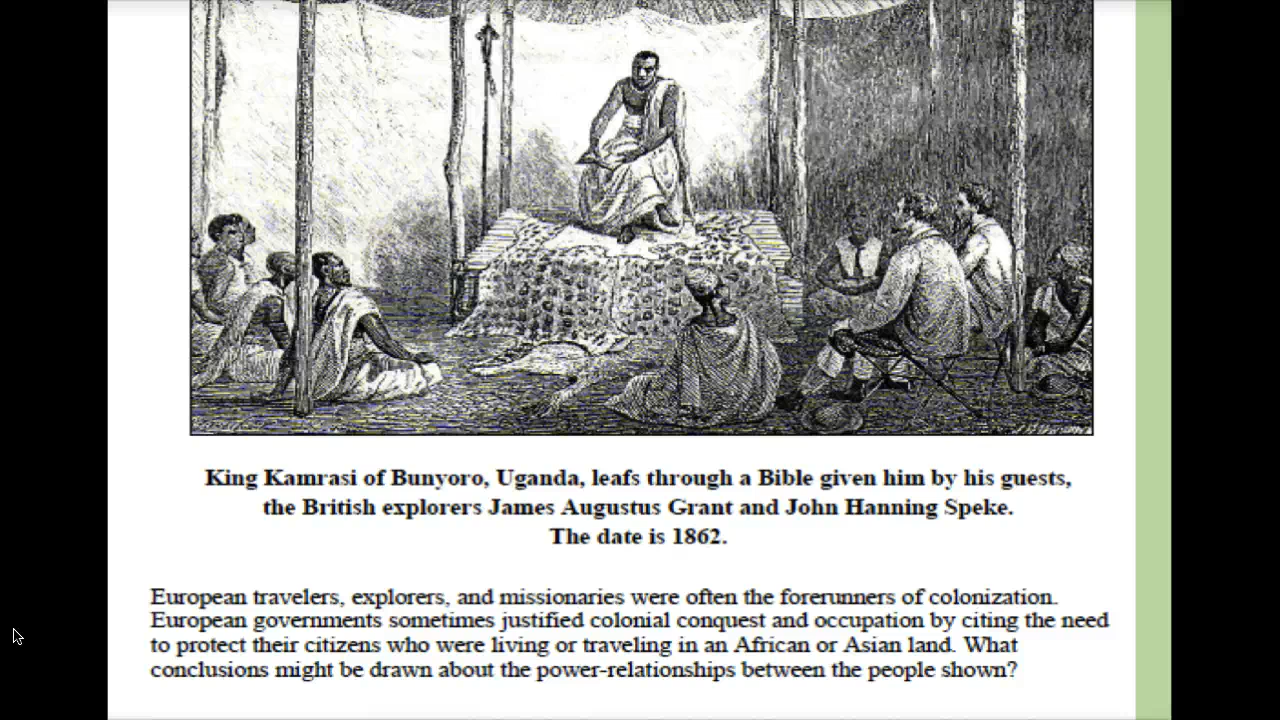 King Kamrasi of Bunyoro, Uganda, leafs through a Bible given him by his guests,
the British explorers James Augustus Grant and John Hanning Speke.
The date is 1862.
European travelers, explorers, and missionaries were often the forerunners of colonization.
European governments sometimes justified colonial conquest and occupation by citing the need
to protect their citizens who were living or traveling in an African or Asian land. What
conclusions might be drawn about the power-relationships between the people shown?